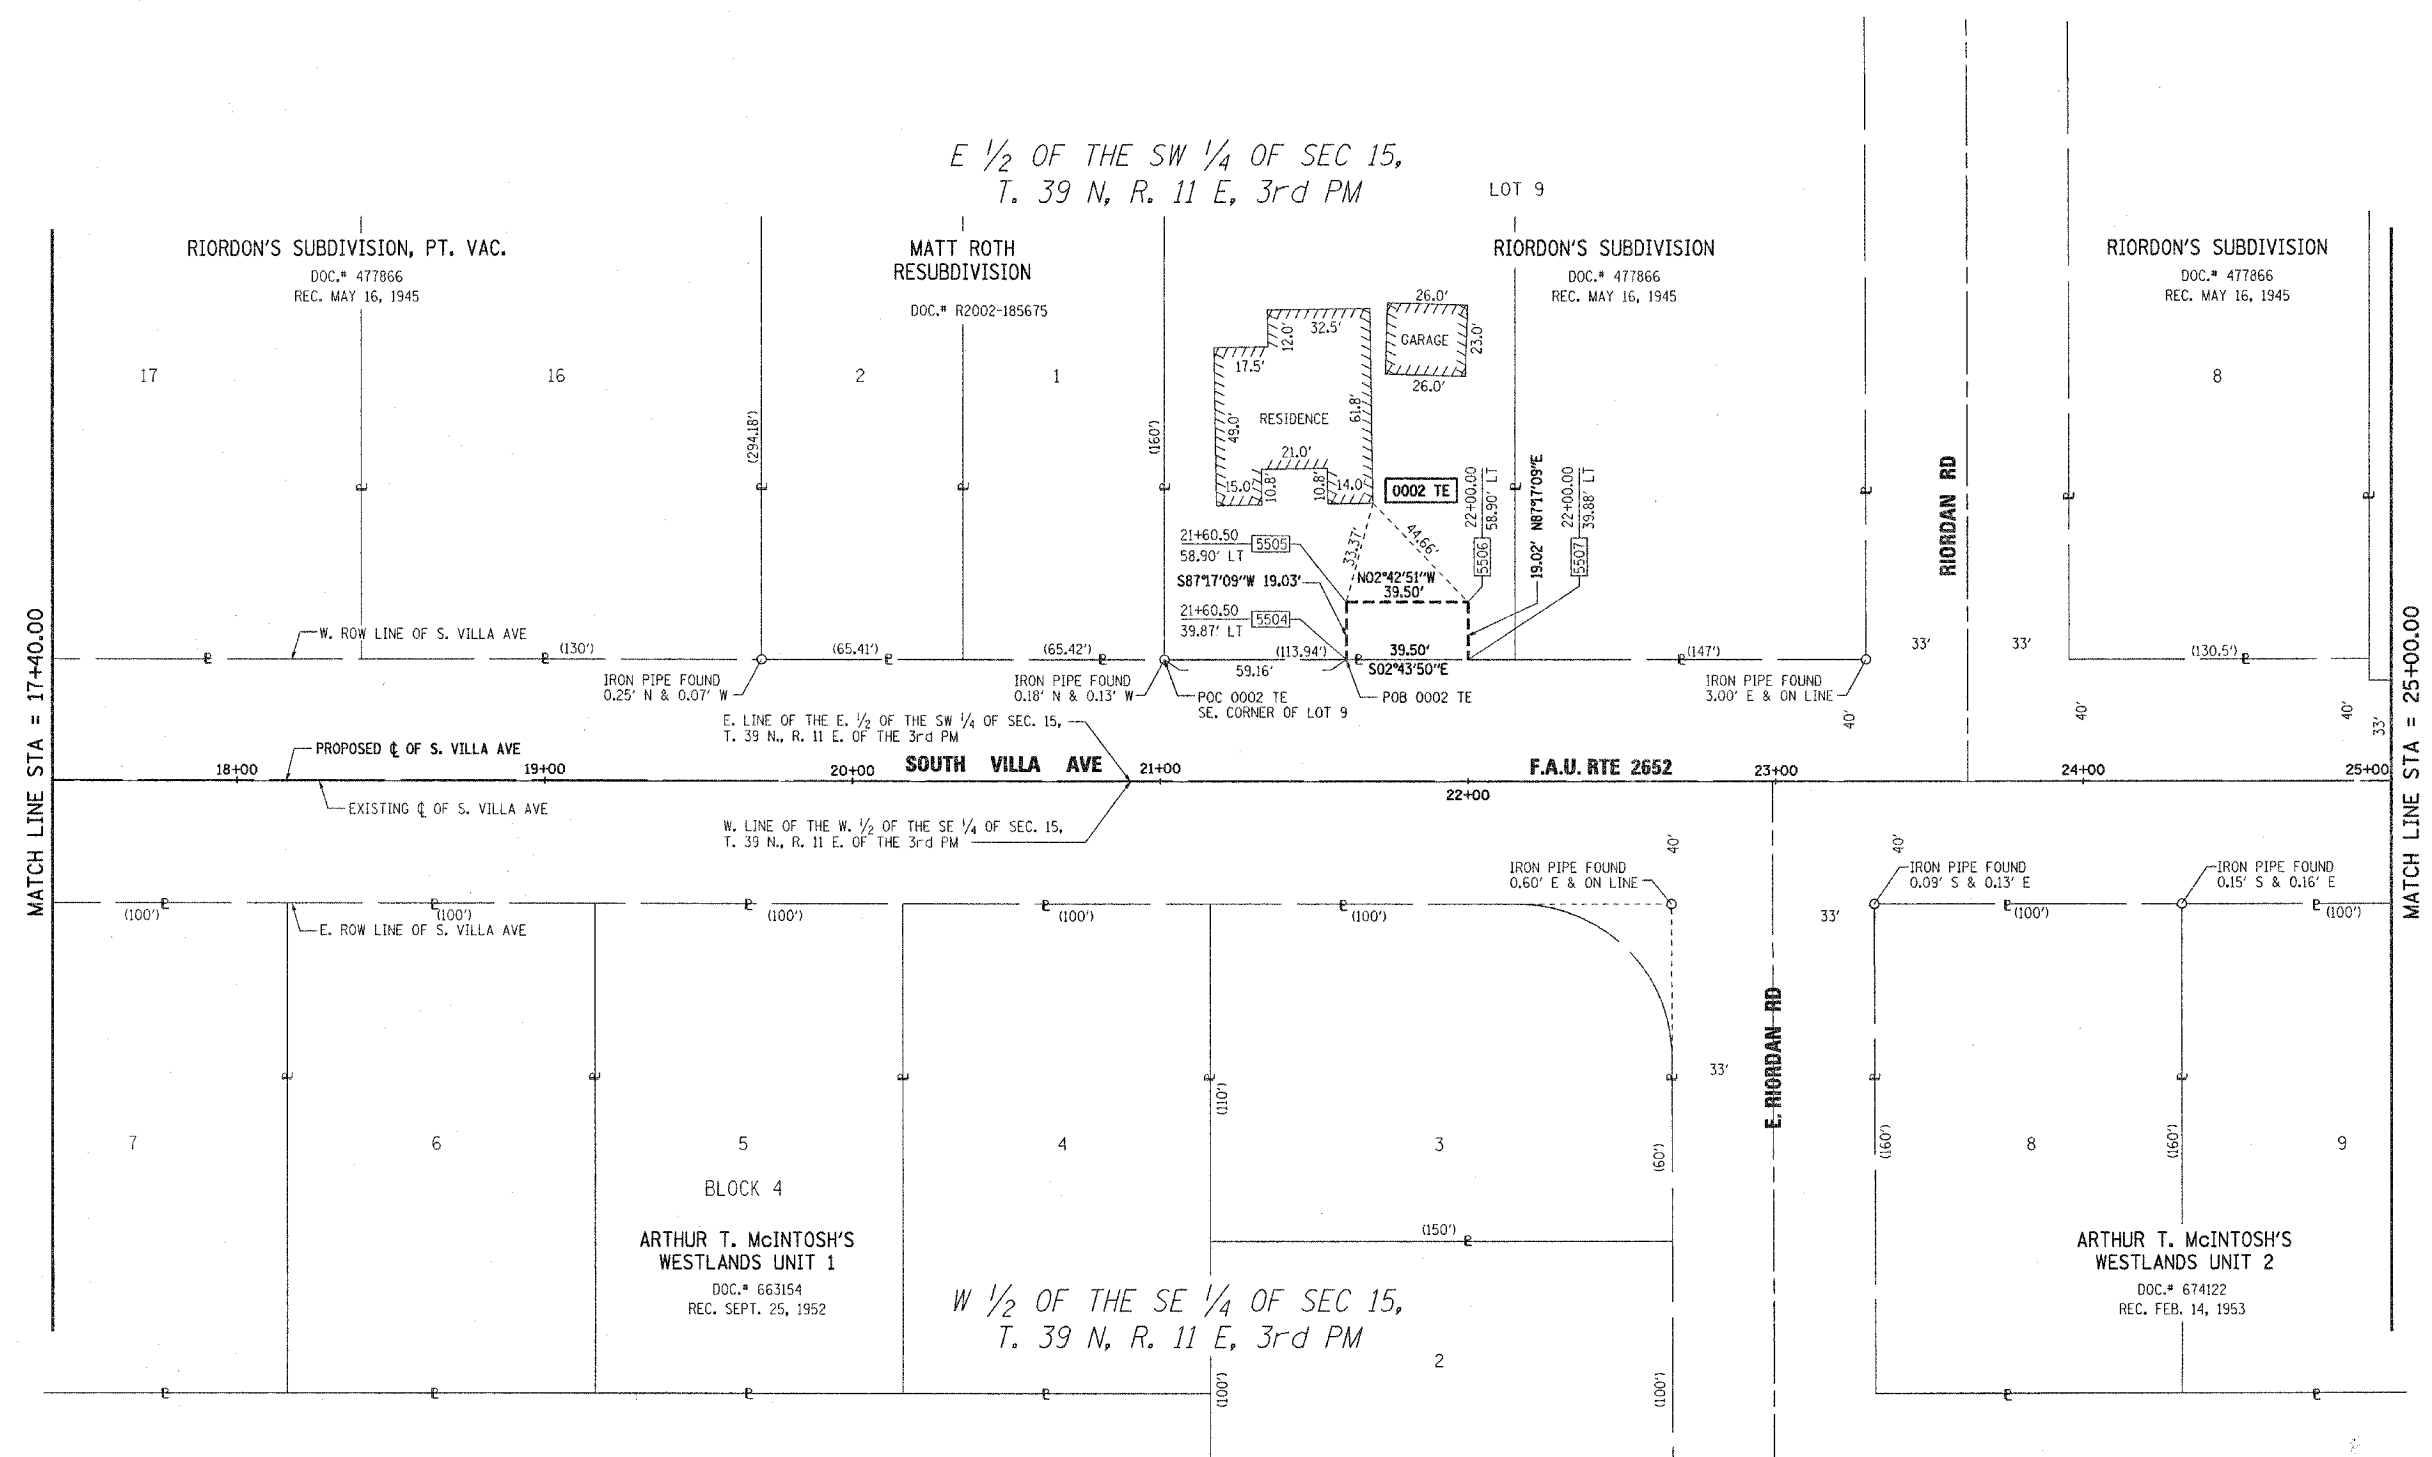 E 1/2 OF THE SW 1/4 OF SEC 15,
T. 39 N, R. 11 E, 3rd PM
LOT 9
RIORDON'S SUBDIVISION, PT. VAC.
DOC.# 477866
REC. MAY 16, 1945
MATT ROTH
RESUBDIVISION
DOC.# R2002-185675
RIORDON'S SUBDIVISION
DOC.# 477866
REC. MAY 16, 1945
RIORDON'S SUBDIVISION
DOC.# 477866
REC. MAY 16, 1945
17
16
2
1
8
(294.18')
(160')
26.0'
GARAGE
23.0'
26.0'
32.5'
12.0'
17.5'
49.0'
RESIDENCE
61.8'
21.0'
15.0'
10.8'
10.8'
14.0'
0002 TE
33.37'
44.66'
21+60.50
58.90' LT
5505
S87°17'09"W 19.03'
21+60.50
39.87' LT
5504
N02°42'51"W
39.50'
22+00.00
58.90' LT
5506
19.02' N87°17'09"E
22+00.00
39.88' LT
5507
RIORDAN RD
W. ROW LINE OF S. VILLA AVE
(130')
(65.41')
(65.42')
(113.94')
39.50'
S02°43'50"E
59.16'
(147')
33'
33'
(130.5')
IRON PIPE FOUND
0.25' N & 0.07' W
IRON PIPE FOUND
0.18' N & 0.13' W
POC 0002 TE
SE. CORNER OF LOT 9
POB 0002 TE
IRON PIPE FOUND
3.00' E & ON LINE
40'
40'
40'
33'
E. LINE OF THE E. 1/2 OF THE SW 1/4 OF SEC. 15,
T. 39 N., R. 11 E. OF THE 3rd PM
PROPOSED ℄ OF S. VILLA AVE
18+00
19+00
20+00
SOUTH VILLA AVE
21+00
22+00
F.A.U. RTE 2652
23+00
24+00
25+00
EXISTING ℄ OF S. VILLA AVE
W. LINE OF THE W. 1/2 OF THE SE 1/4 OF SEC. 15,
T. 39 N., R. 11 E. OF THE 3rd PM
MATCH LINE STA = 17+40.00
MATCH LINE STA = 25+00.00
40'
40'
IRON PIPE FOUND
0.60' E & ON LINE
IRON PIPE FOUND
0.09' S & 0.13' E
IRON PIPE FOUND
0.15' S & 0.16' E
(100')
(100')
(100')
(100')
(100')
33'
(100')
(100')
E. ROW LINE OF S. VILLA AVE
33'
E. RIORDAN RD
(110')
(60')
(160')
(160')
7
6
5
4
3
8
9
BLOCK 4
ARTHUR T. McINTOSH'S
WESTLANDS UNIT 1
DOC.# 663154
REC. SEPT. 25, 1952
(150')
ARTHUR T. McINTOSH'S
WESTLANDS UNIT 2
DOC.# 674122
REC. FEB. 14, 1953
W 1/2 OF THE SE 1/4 OF SEC 15,
T. 39 N, R. 11 E, 3rd PM
2
(100')
(100')